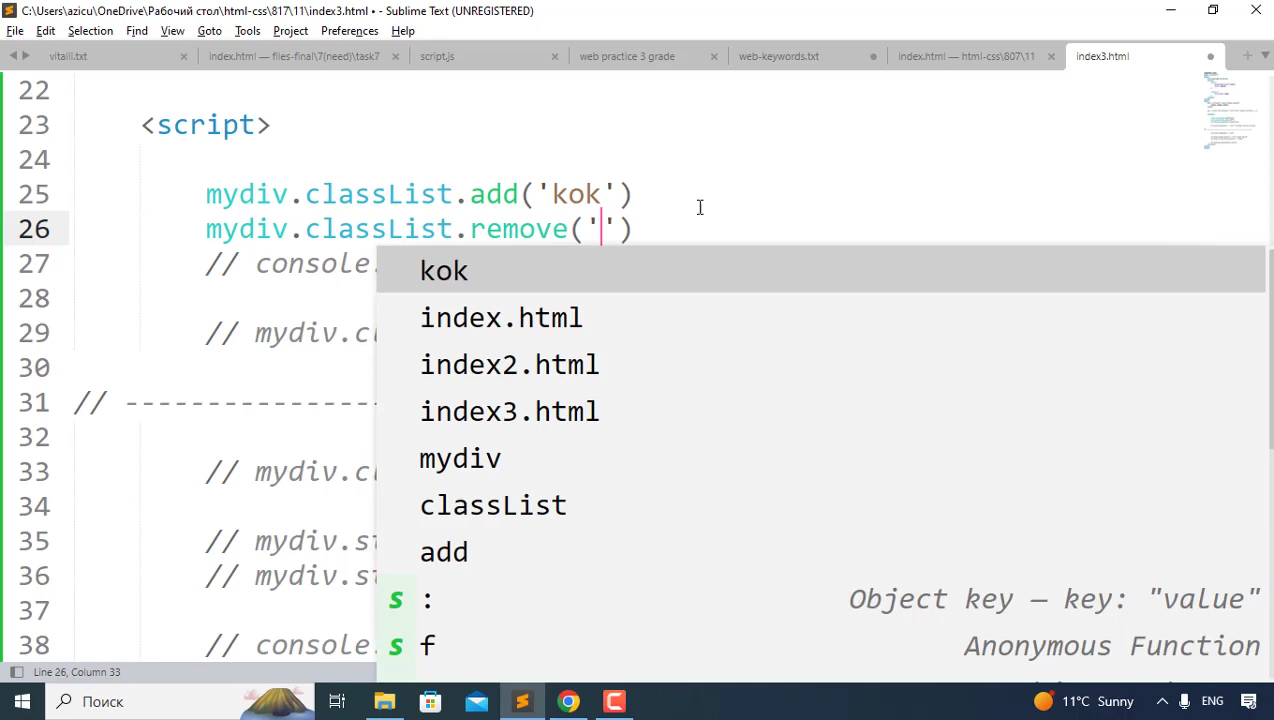 C:\Users\azicu\OneDrive\Рабочий стол\html-css\817\11\index3.html • - Sublime Text (UNREGISTERED)
File Edit Selection Find View Goto Tools Project Preferences Help
vitalii.txt × index.html — files-final\7(need)\task7 × script.js × web practice 3 grade × web-keywords.txt index.html — html-css\807\11 × index3.html
22
23 <script>
24
25 mydiv.classList.add('kok')
26 mydiv.classList.remove('')
27 // console.
kok
28
index.html
29 // mydiv.cl
30
index2.html
31 // ---------------
index3.html
32
mydiv
33 // mydiv.cl
34
classList
35 // mydiv.st
add
36 // mydiv.st
s : Object key — key: "value"
37
38 // console.
s f Anonymous Function
Line 26, Column 33
Поиск
11°C Sunny
ENG